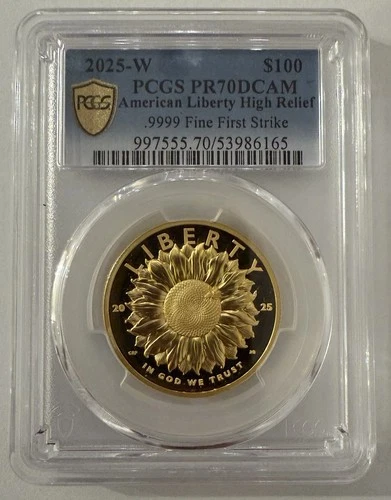 2025-W $100
PCGS PR70DCAM
American Liberty High Relief
.9999 Fine First Strike
997555.70/53986165
PCGS
LIBERTY
20 25
IN GOD WE TRUST